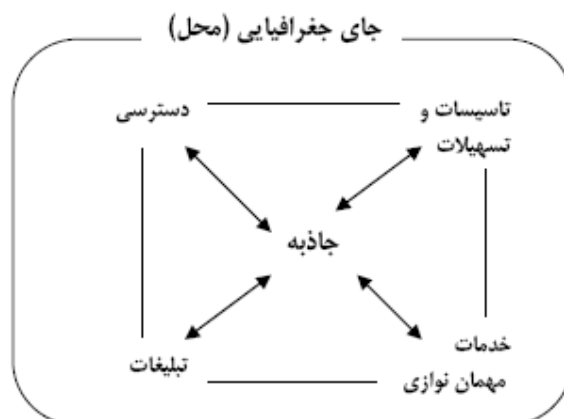 جای جغرافیایی (محل)
تاسیسات و
تسهیلات
دسترسی
جاذبه
خدمات
مهمان نوازی
تبلیغات